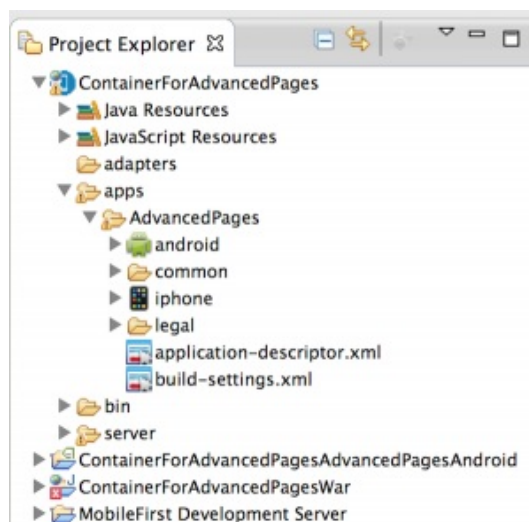 Project Explorer
ContainerForAdvancedPages
Java Resources
JavaScript Resources
adapters
apps
AdvancedPages
android
common
iphone
legal
application-descriptor.xml
build-settings.xml
bin
server
ContainerForAdvancedPagesAdvancedPagesAndroid
ContainerForAdvancedPagesWar
MobileFirst Development Server